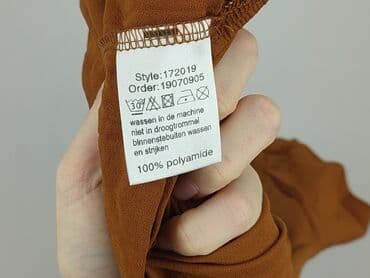 Style:172019
Order:19070905
30
wassen in de machine
niet in droogtrommel
binnenstebuiten wassen
en strijken
100% polyamide